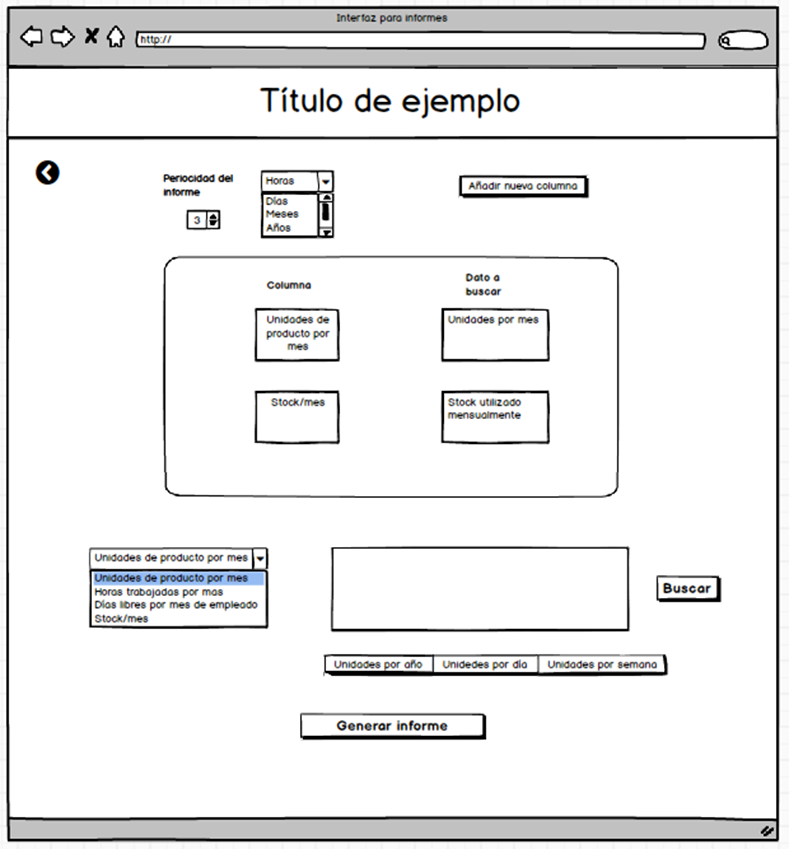 Interfaz para informes
http://
Título de ejemplo
Periocidad del
informe
3
Horas
Días
Meses
Años
Añadir nueva columna
Columna
Dato a
buscar
Unidades de
producto por
mes
Unidades por mes
Stock/mes
Stock utilizado
mensualmente
Unidades de producto por mes
Unidades de producto por mes
Horas trabajadas por mas
Días libres por mes de empleado
Stock/mes
Buscar
Unidades por año
Unidedes por día
Unidades por semana
Generar informe